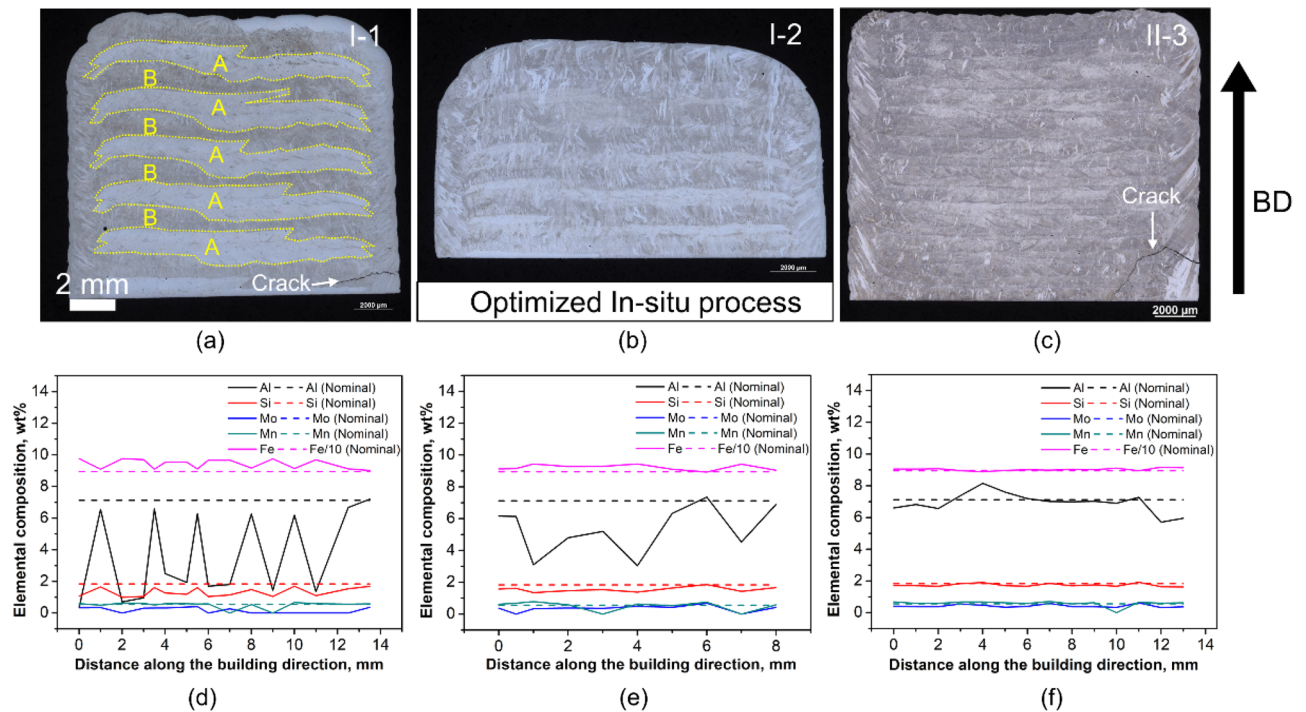 I-1
A
B
A
B
A
B
A
B
A
Crack
2 mm
2000 µm
I-2
2000 µm
Optimized In-situ process
II-3
Crack
2000 µm
BD
(a)
(b)
(c)
Elemental composition, wt%
14
12
10
8
6
4
2
0
Al Al (Nominal)
Si Si (Nominal)
Mo Mo (Nominal)
Mn Mn (Nominal)
Fe Fe/10 (Nominal)
0 2 4 6 8 10 12 14
Distance along the building direction, mm
(d)
Elemental composition, wt%
14
12
10
8
6
4
2
0
Al Al (Nominal)
Si Si (Nominal)
Mo Mo (Nominal)
Mn Mn (Nominal)
Fe Fe/10 (Nominal)
0 2 4 6 8
Distance along the building direction, mm
(e)
Elemental composition, wt%
14
12
10
8
6
4
2
0
Al Al (Nominal)
Si Si (Nominal)
Mo Mo (Nominal)
Mn Mn (Nominal)
Fe Fe/10 (Nominal)
0 2 4 6 8 10 12 14
Distance along the building direction, mm
(f)